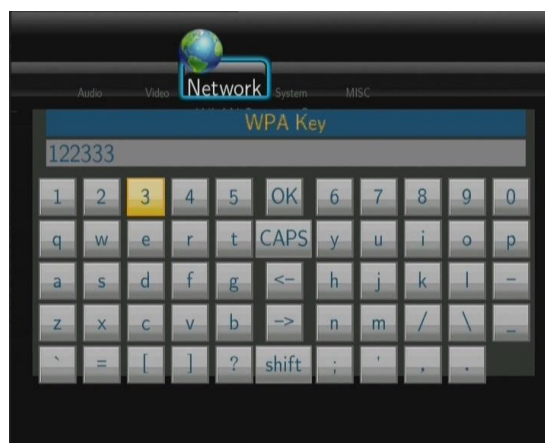 Audio Video Network System MISC
WPA Key
122333
1 2 3 4 5 OK 6 7 8 9 0
q w e r t CAPS y u i o p
a s d f g <- h j k l -
z x c v b -> n m / \ _
` = [ ] ? shift ; ' , .